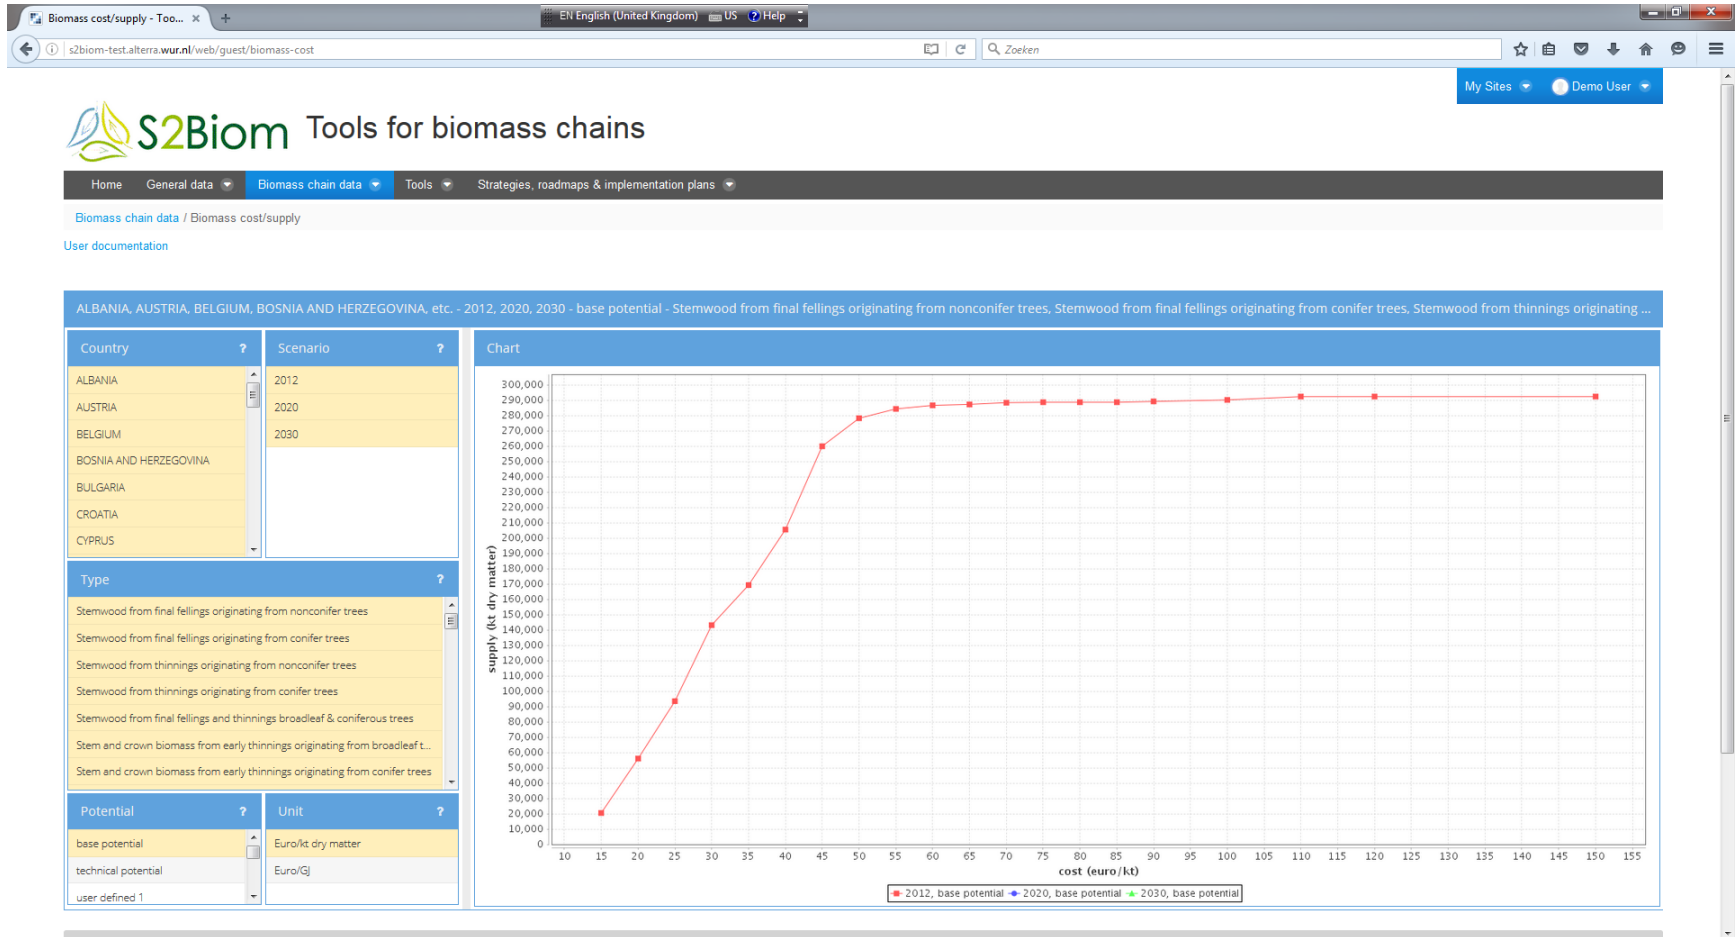 Biomass cost/supply - Too... × +
EN English (United Kingdom) US ? Help
s2biom-test.alterra.wur.nl/web/guest/biomass-cost
Zoeken
My Sites Demo User
S2Biom Tools for biomass chains
Home General data Biomass chain data Tools Strategies, roadmaps & implementation plans
Biomass chain data / Biomass cost/supply
User documentation
ALBANIA, AUSTRIA, BELGIUM, BOSNIA AND HERZEGOVINA, etc. - 2012, 2020, 2030 - base potential - Stemwood from final fellings originating from nonconifer trees, Stemwood from final fellings originating from conifer trees, Stemwood from thinnings originating ...
Country ?
ALBANIA
AUSTRIA
BELGIUM
BOSNIA AND HERZEGOVINA
BULGARIA
CROATIA
CYPRUS
Scenario ?
2012
2020
2030
Type ?
Stemwood from final fellings originating from nonconifer trees
Stemwood from final fellings originating from conifer trees
Stemwood from thinnings originating from nonconifer trees
Stemwood from thinnings originating from conifer trees
Stemwood from final fellings and thinnings broadleaf & coniferous trees
Stem and crown biomass from early thinnings originating from broadleaf t...
Stem and crown biomass from early thinnings originating from conifer trees
Potential ?
base potential
technical potential
user defined 1
Unit ?
Euro/kt dry matter
Euro/GJ
Chart
supply (kt dry matter)
300,000
290,000
280,000
270,000
260,000
250,000
240,000
230,000
220,000
210,000
200,000
190,000
180,000
170,000
160,000
150,000
140,000
130,000
120,000
110,000
100,000
90,000
80,000
70,000
60,000
50,000
40,000
30,000
20,000
10,000
0
10 15 20 25 30 35 40 45 50 55 60 65 70 75 80 85 90 95 100 105 110 115 120 125 130 135 140 145 150 155
cost (euro/kt)
2012, base potential 2020, base potential 2030, base potential